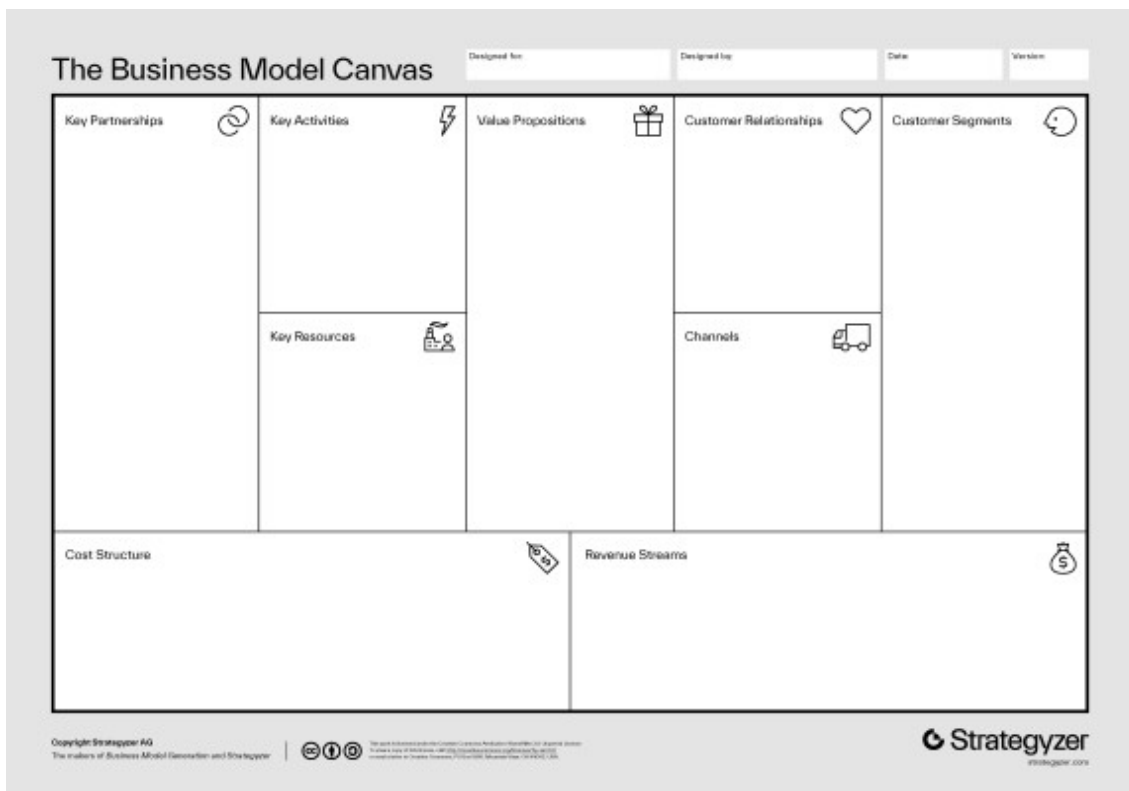 The Business Model Canvas
Designed for:
Designed by:
Date:
Version:
Key Partnerships
Key Activities
Value Propositions
Customer Relationships
Customer Segments
Key Resources
Channels
Cost Structure
Revenue Streams
Copyright Strategyzer AG
The makers of Business Model Generation and Strategyzer
Strategyzer
strategyzer.com